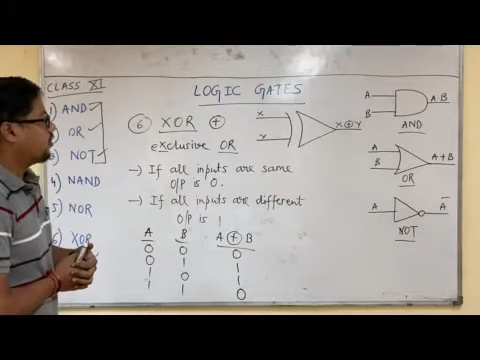 CLASS XI
LOGIC GATES
1) AND
2) OR
3) NOT
4) NAND
5) NOR
6) XOR
6 XOR ⊕
eXclusive OR
→ If all inputs are same
O/P is 0.
→ If all inputs are different
O/P is 1
A B A ⊕ B
0 0 0
0 1 1
1 0 1
1 1 0
X
Y
X ⊕ Y
A
B
A·B
AND
A
B
A+B
OR
A
A̅
NOT